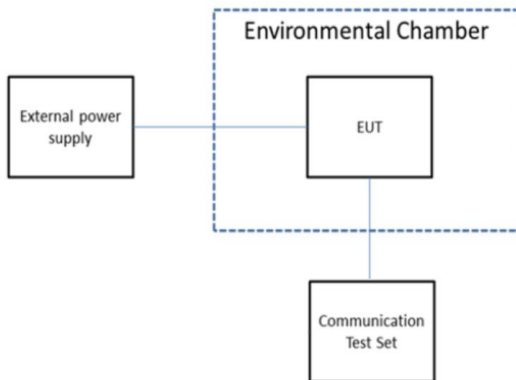 Environmental Chamber
External power
supply
EUT
Communication
Test Set